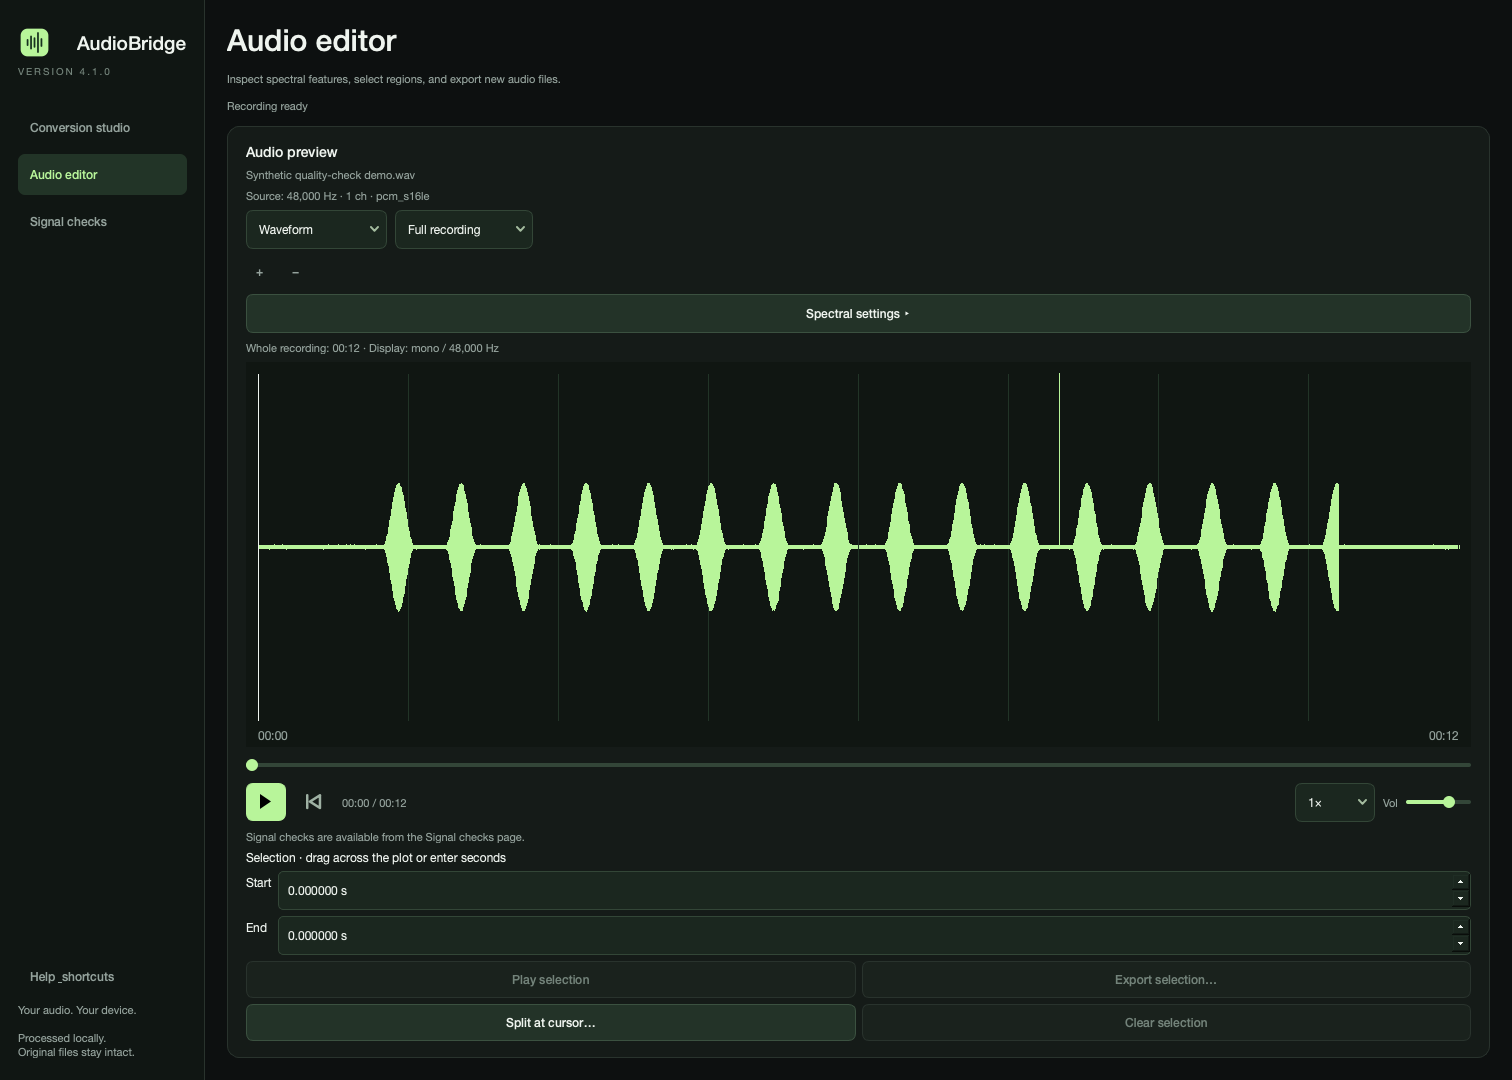 AudioBridge
VERSION 4.1.0
Conversion studio
Audio editor
Signal checks
Help _shortcuts
Your audio. Your device.
Processed locally.
Original files stay intact.
Audio editor
Inspect spectral features, select regions, and export new audio files.
Recording ready
Audio preview
Synthetic quality-check demo.wav
Source: 48,000 Hz · 1 ch · pcm_s16le
Waveform
Full recording
+ −
Spectral settings ▸
Whole recording: 00:12 · Display: mono / 48,000 Hz
00:00 00:12
00:00 / 00:12
1×
Vol
Signal checks are available from the Signal checks page.
Selection · drag across the plot or enter seconds
Start 0.000000 s
End 0.000000 s
Play selection
Export selection…
Split at cursor…
Clear selection